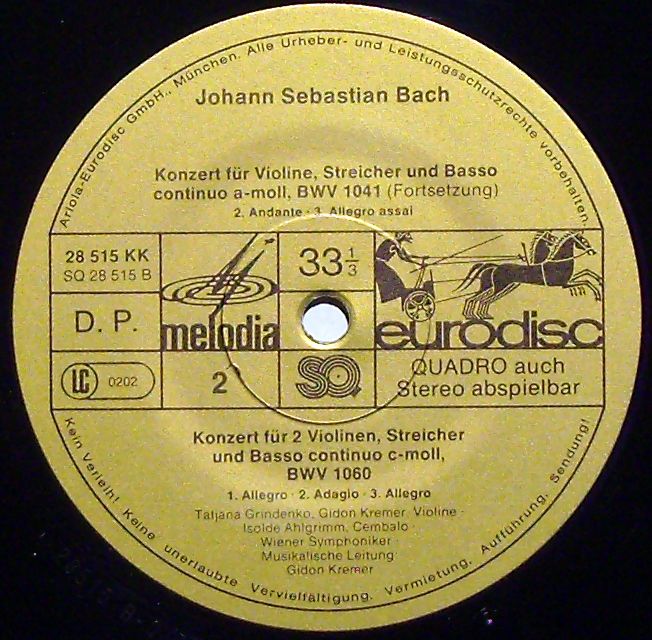 Ariola-Eurodisc GmbH., München. Alle Urheber- und Leistungsschutzrechte vorbehalten
Johann Sebastian Bach
Konzert für Violine, Streicher und Basso
continuo a-moll, BWV 1041 (Fortsetzung)
2. Andante · 3. Allegro assai
28 515 KK
SQ 28 515 B
33 1/3
D. P.
melodia
eurodisc
LC 0202
2
SQ
QUADRO auch
Stereo abspielbar
Konzert für 2 Violinen, Streicher
und Basso continuo c-moll,
BWV 1060
1. Allegro · 2. Adagio · 3. Allegro
Tatjana Grindenko, Gidon Kremer, Violine ·
Isolde Ahlgrimm, Cembalo ·
Wiener Symphoniker ·
Musikalische Leitung:
Gidon Kremer
Kein Verleih! Keine unerlaubte Vervielfältigung, Vermietung, Aufführung, Sendung!